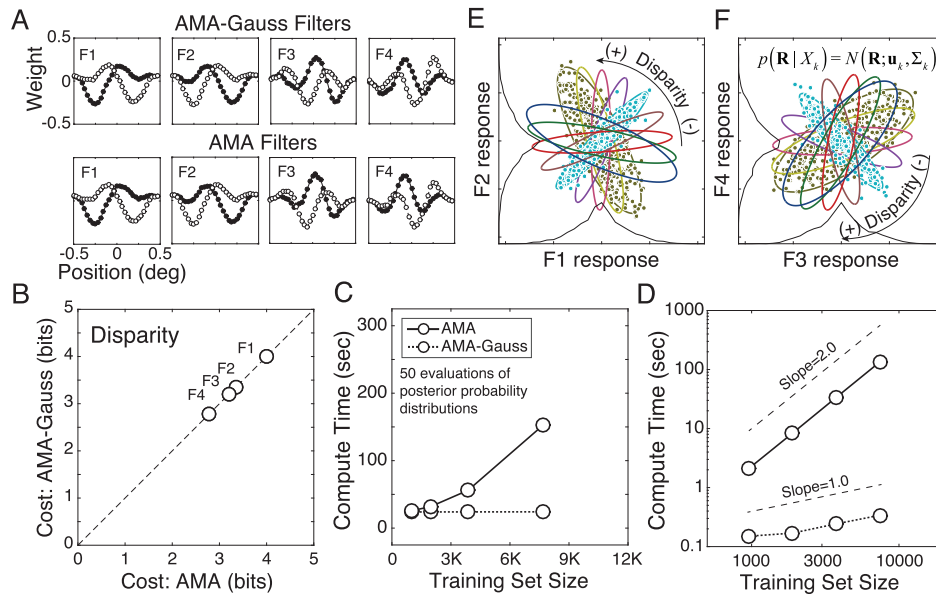 A
AMA-Gauss Filters
F1
F2
F3
F4
Weight
0.5
0
-0.5
AMA Filters
F1
F2
F3
F4
-0.5
0
0.5
Position (deg)
E
(+) Disparity (-)
F2 response
F1 response
F
p(R | X_k) = N(R; u_k, Σ_k)
(+) Disparity (-)
F4 response
F3 response
B
Disparity
F1
F2
F3
F4
Cost: AMA-Gauss (bits)
5
4
3
2
1
0
0
1
2
3
4
5
Cost: AMA (bits)
C
AMA
AMA-Gauss
50 evaluations of
posterior probability
distributions
Compute Time (sec)
300
200
100
0
0
3K
6K
9K
12K
Training Set Size
D
Slope=2.0
Slope=1.0
Compute Time (sec)
1000
100
10
1
0.1
1000
3000
10000
Training Set Size